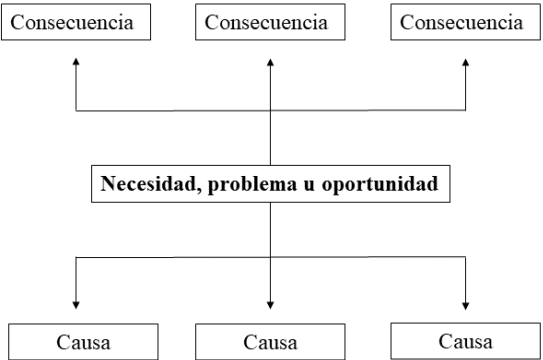 Consecuencia
Consecuencia
Consecuencia
Necesidad, problema u oportunidad
Causa
Causa
Causa